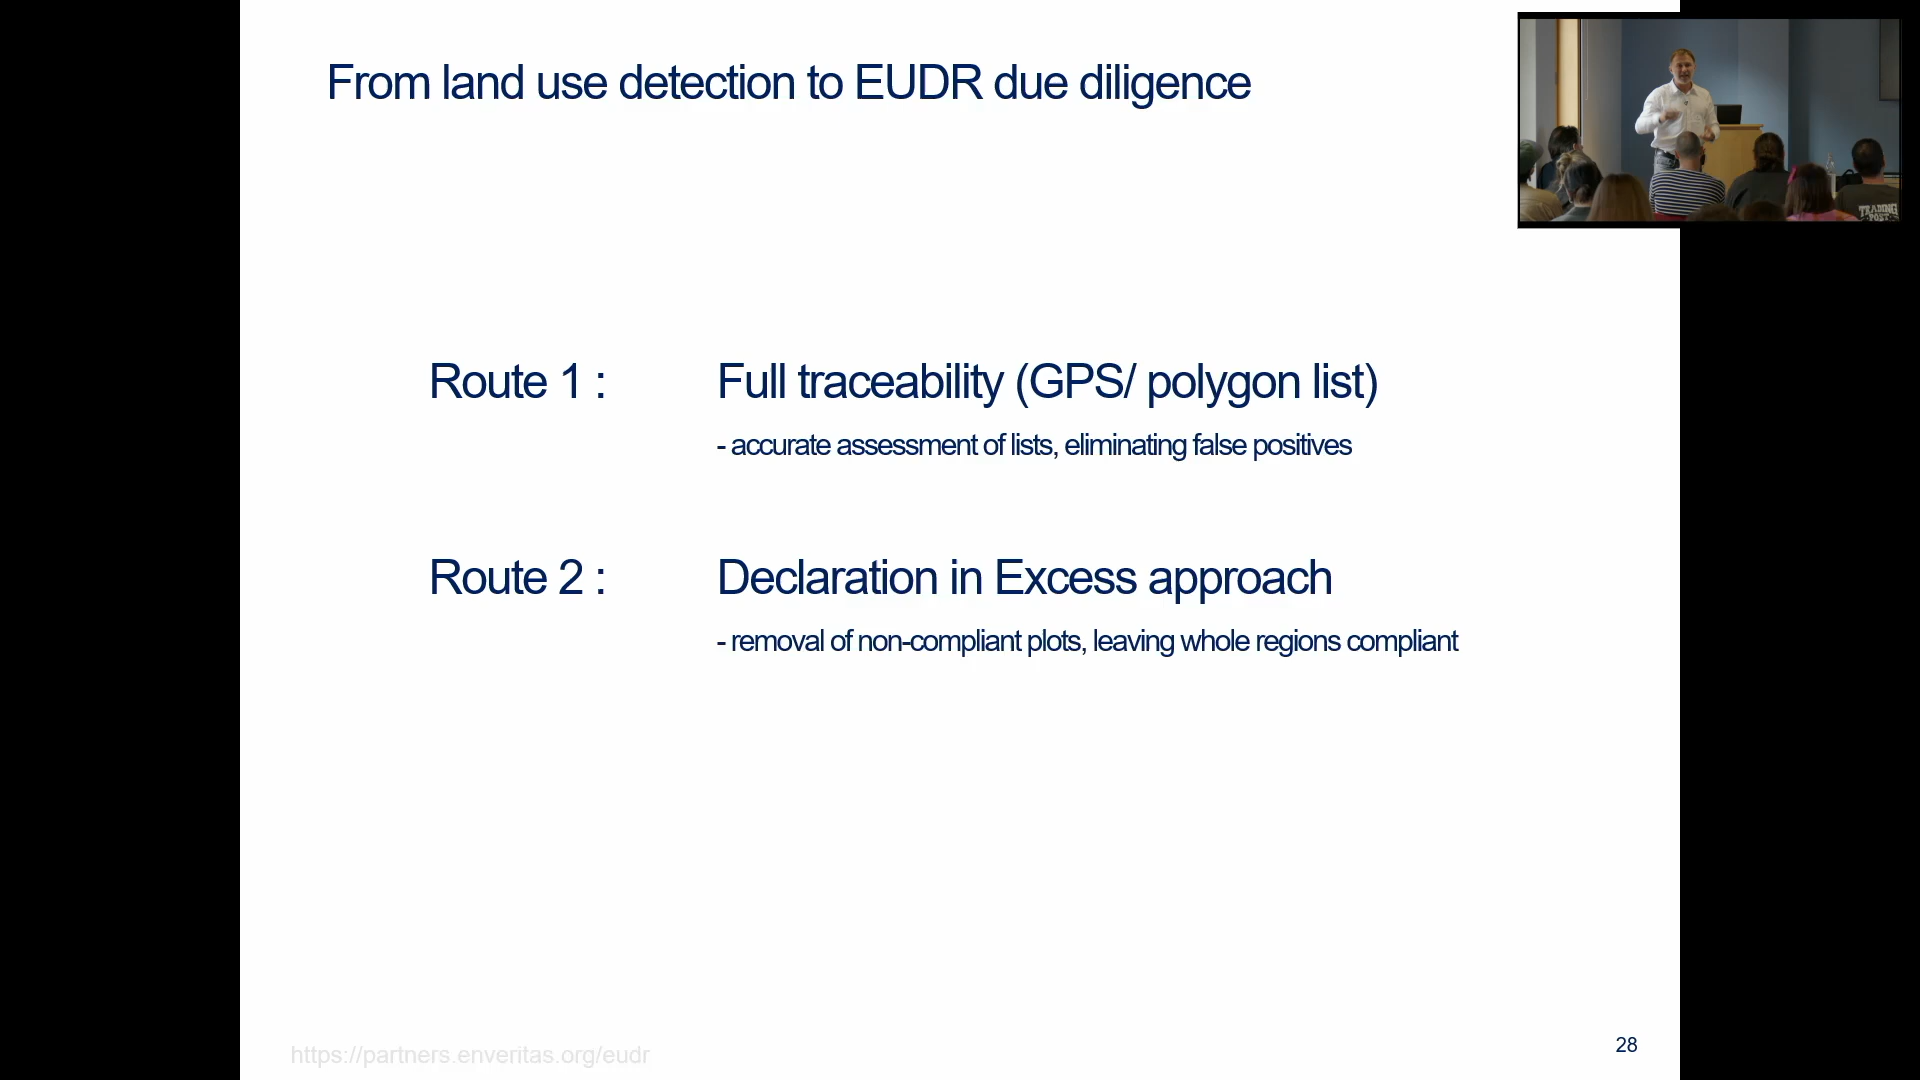 From land use detection to EUDR due diligence
TRADING
POST
Route 1 : Full traceability (GPS/ polygon list)
- accurate assessment of lists, eliminating false positives
Route 2 : Declaration in Excess approach
- removal of non-compliant plots, leaving whole regions compliant
https://partners.enveritas.org/eudr
28